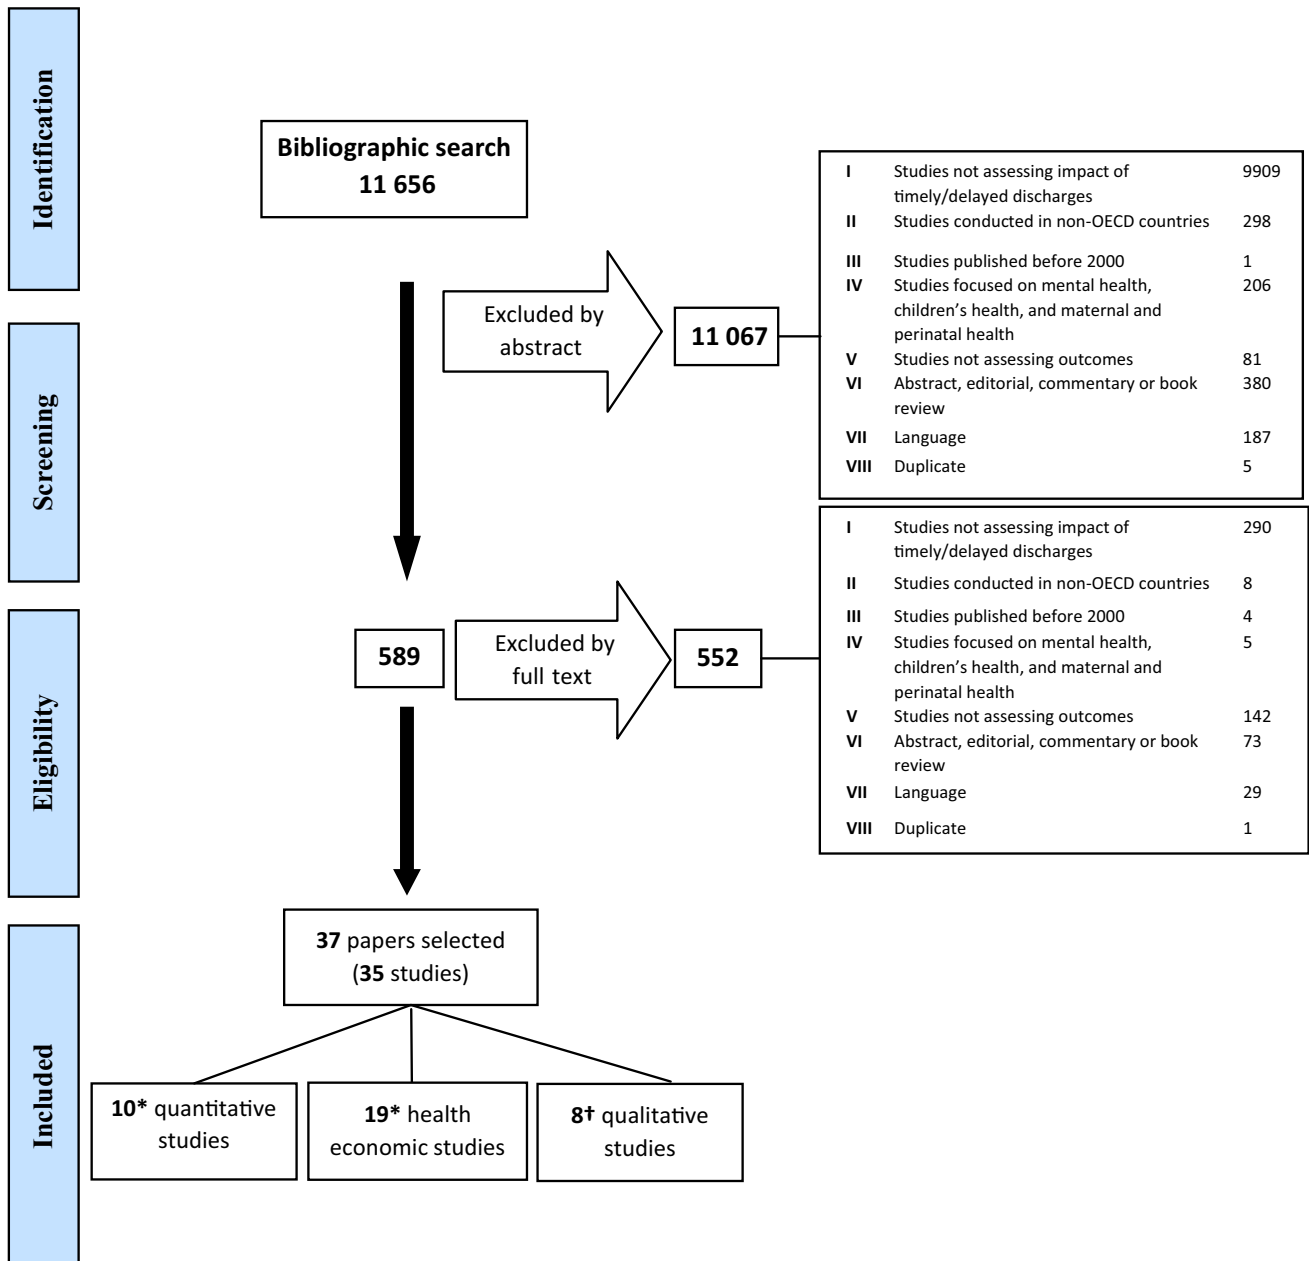 Identification
Bibliographic search
11 656
Excluded by
abstract
11 067
I Studies not assessing impact of 9909
timely/delayed discharges
II Studies conducted in non-OECD countries 298
III Studies published before 2000 1
IV Studies focused on mental health, 206
children's health, and maternal and
perinatal health
V Studies not assessing outcomes 81
VI Abstract, editorial, commentary or book 380
review
VII Language 187
VIII Duplicate 5
Screening
589
Excluded by
full text
552
I Studies not assessing impact of 290
timely/delayed discharges
II Studies conducted in non-OECD countries 8
III Studies published before 2000 4
IV Studies focused on mental health, 5
children's health, and maternal and
perinatal health
V Studies not assessing outcomes 142
VI Abstract, editorial, commentary or book 73
review
VII Language 29
VIII Duplicate 1
Eligibility
37 papers selected
(35 studies)
Included
10* quantitative
studies
19* health
economic studies
8† qualitative
studies